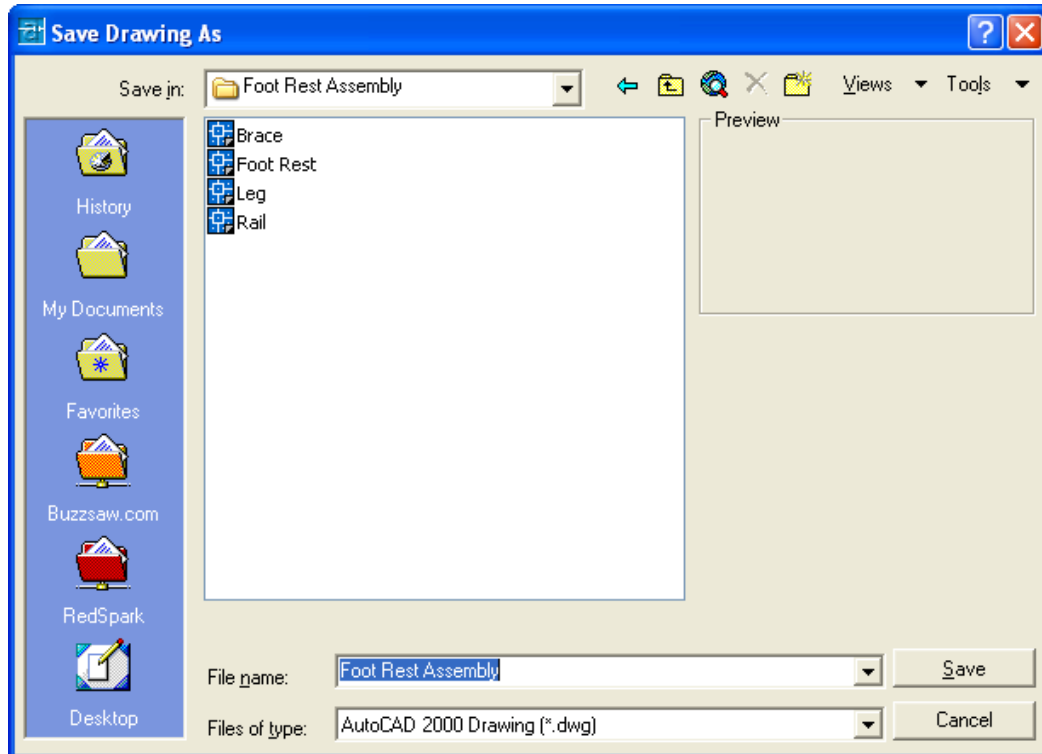 Save Drawing As
Save in: Foot Rest Assembly Views Tools
Preview
Brace
Foot Rest
Leg
Rail
History
My Documents
Favorites
Buzzsaw.com
RedSpark
Desktop
File name: Foot Rest Assembly Save
Files of type: AutoCAD 2000 Drawing (*.dwg) Cancel